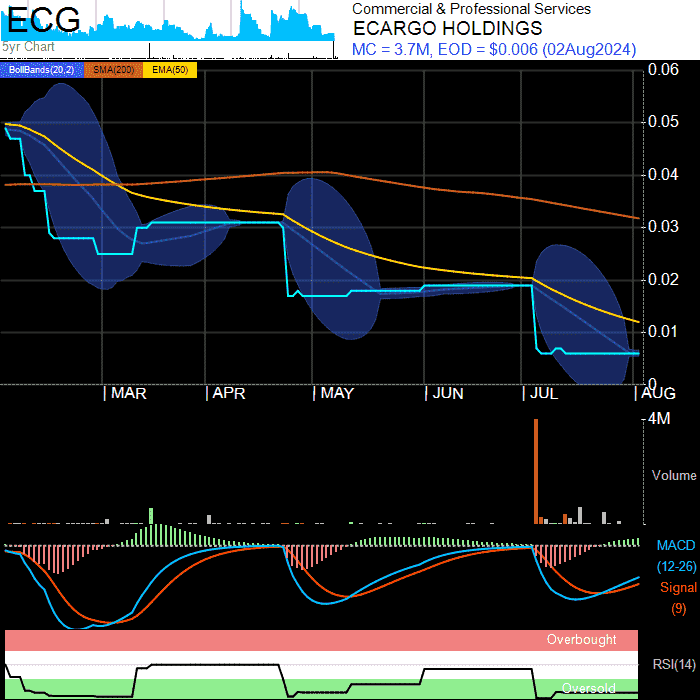 ECG
5yr Chart
Commercial & Professional Services
ECARGO HOLDINGS
MC = 3.7M, EOD = $0.006 (02Aug2024)
BollBands(20,2) SMA(200) EMA(50)
0.06
0.05
0.04
0.03
0.02
0.01
0
MAR APR MAY JUN JUL AUG
4M
Volume
MACD
(12-26)
Signal
(9)
Overbought
RSI(14)
Oversold